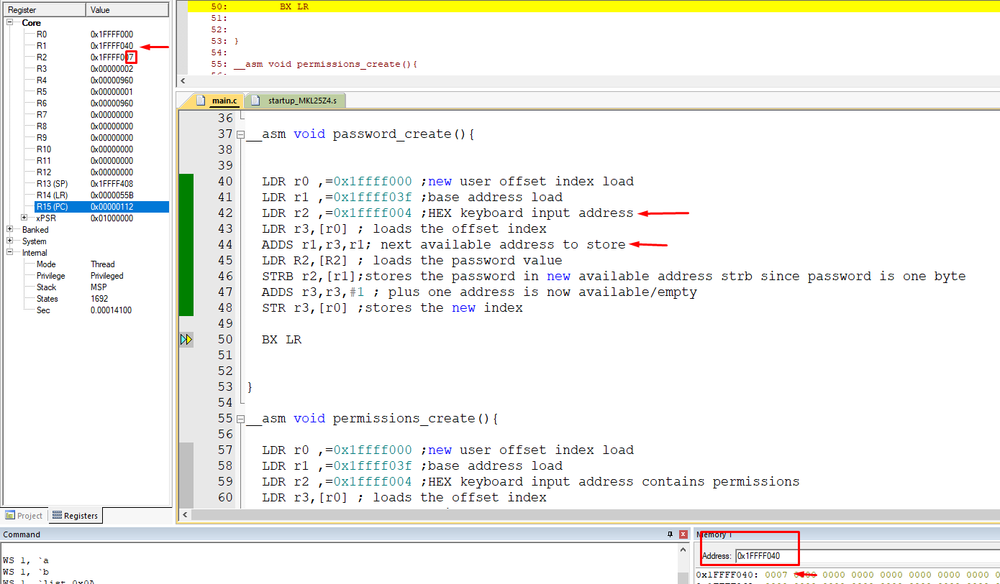 Register Value
Core
R0 0x1FFFF000
R1 0x1FFFF040
R2 0x1FFFF007
R3 0x00000002
R4 0x00000960
R5 0x00000001
R6 0x00000960
R7 0x00000000
R8 0x00000000
R9 0x00000000
R10 0x00000000
R11 0x00000000
R12 0x00000000
R13 (SP) 0x1FFFF408
R14 (LR) 0x0000055B
R15 (PC) 0x00000112
xPSR 0x01000000
Banked
System
Internal
Mode Thread
Privilege Privileged
Stack MSP
States 1692
Sec 0.00014100
Project Registers
50: BX LR
51:
52:
53: }
54:
55: __asm void permissions_create(){
main.c startup_MKL25Z4.s
36
37 __asm void password_create(){
38
39
40 LDR r0 ,=0x1ffff000 ;new user offset index load
41 LDR r1 ,=0x1ffff03f ;base address load
42 LDR r2 ,=0x1ffff004 ;HEX keyboard input address
43 LDR r3,[r0] ; loads the offset index
44 ADDS r1,r3,r1; next available address to store
45 LDR R2,[R2] ; loads the password value
46 STRB r2,[r1];stores the password in new available address strb since password is one byte
47 ADDS r3,r3,#1 ; plus one address is now available/empty
48 STR r3,[r0] ;stores the new index
49
50 BX LR
51
52
53 }
54
55 __asm void permissions_create(){
56
57 LDR r0 ,=0x1ffff000 ;new user offset index load
58 LDR r1 ,=0x1ffff03f ;base address load
59 LDR r2 ,=0x1ffff004 ;HEX keyboard input address contains permissions
60 LDR r3,[r0] ; loads the offset index
Command
WS 1, `a
WS 1, `b
WS 1, `list 0x0A
Memory 1
Address: 0x1FFFF040
0x1FFFF040: 0007 0000 0000 0000 0000 0000 0000 0000